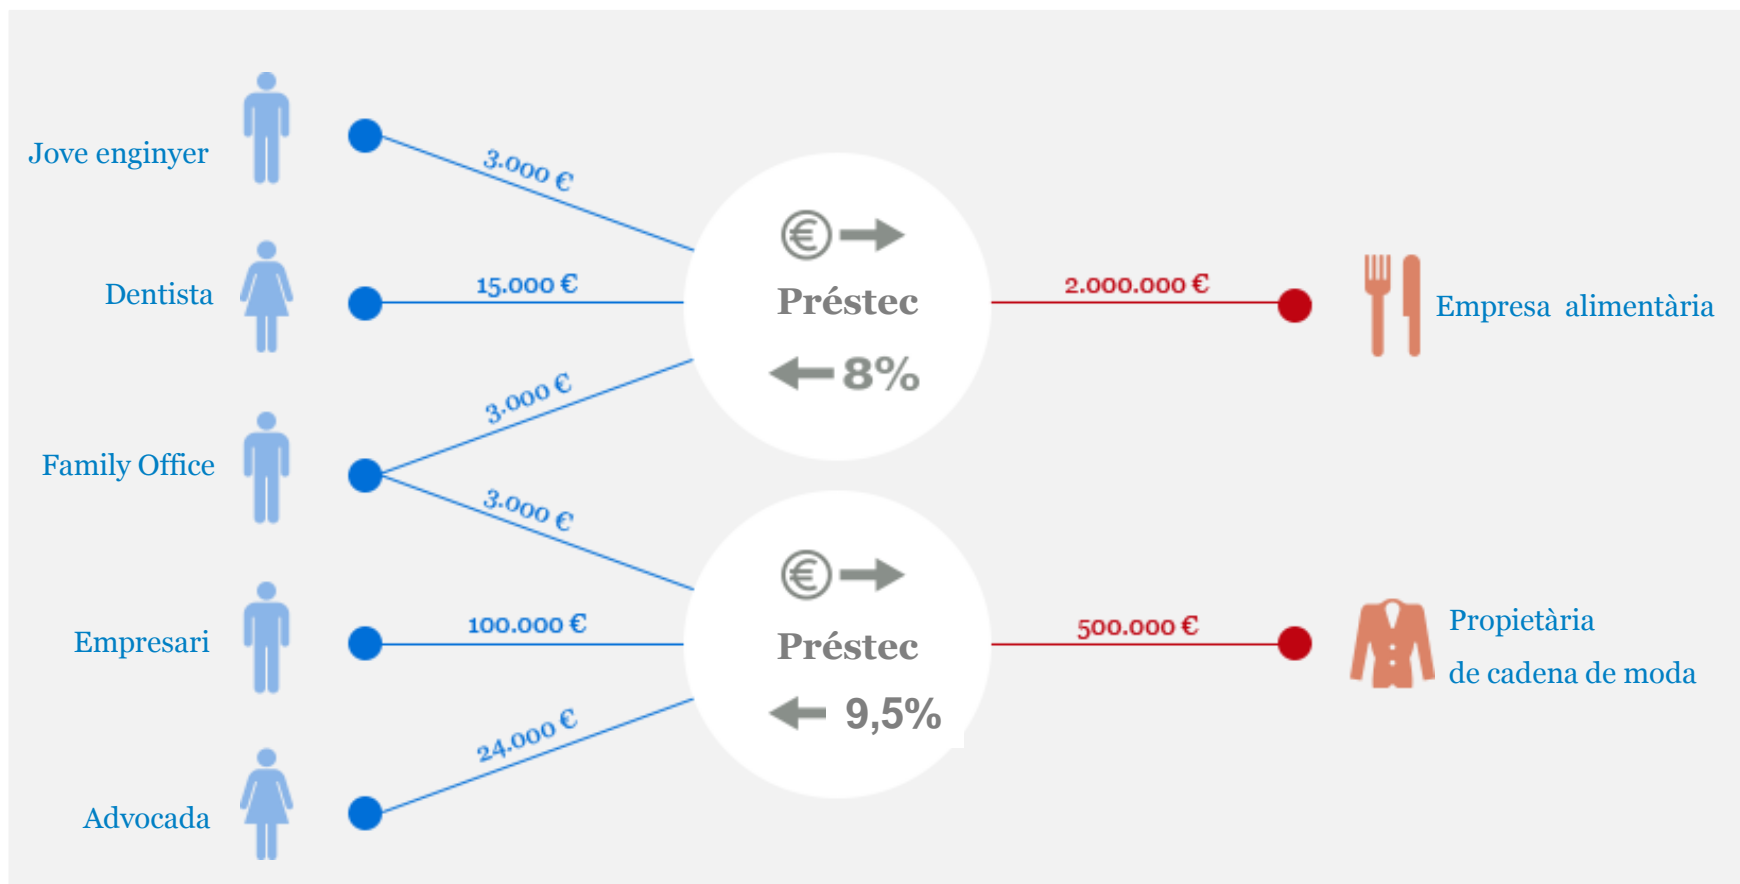 Jove enginyer
3.000 €
Dentista
15.000 €
Family Office
3.000 €
3.000 €
Empresari
100.000 €
Advocada
24.000 €
€
Préstec
8%
€
Préstec
9,5%
2.000.000 €
Empresa alimentària
500.000 €
Propietària
de cadena de moda